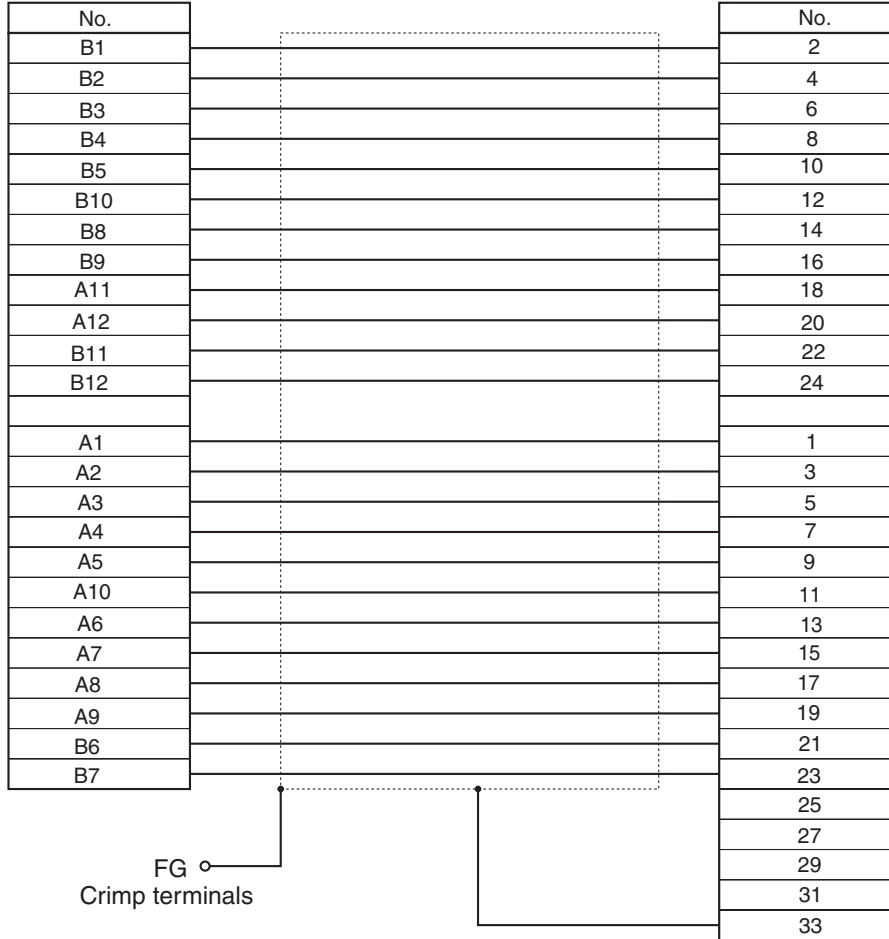 No. No.
B1 2
B2 4
B3 6
B4 8
B5 10
B10 12
B8 14
B9 16
A11 18
A12 20
B11 22
B12 24
A1 1
A2 3
A3 5
A4 7
A5 9
A10 11
A6 13
A7 15
A8 17
A9 19
B6 21
B7 23
25
27
FG 29
Crimp terminals 31
33